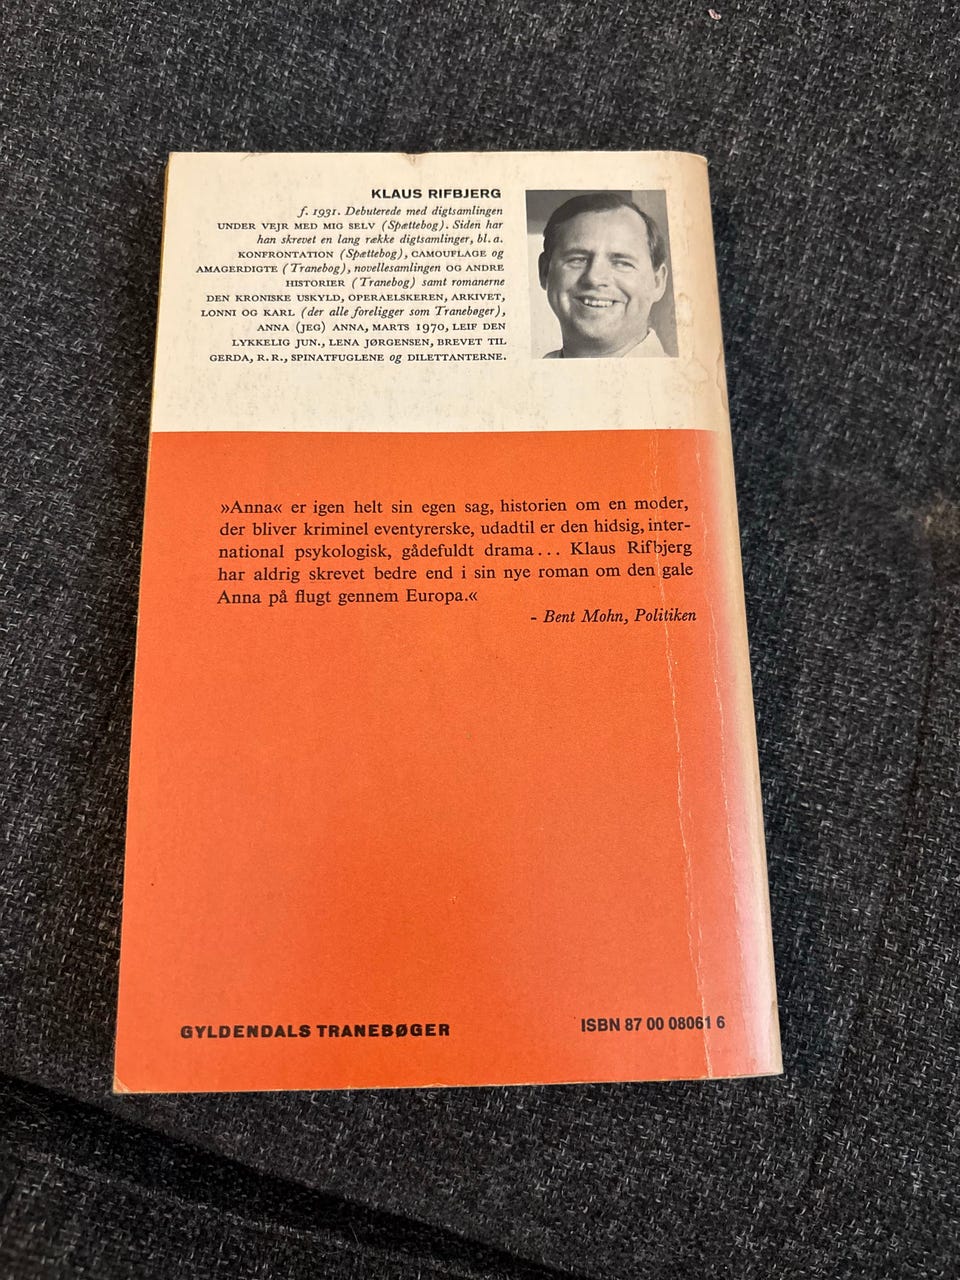 KLAUS RIFBJERG
f. 1931. Debuterede med digtsamlingen
UNDER VEJR MED MIG SELV (Spættebog). Siden har
han skrevet en lang række digtsamlinger, bl. a.
KONFRONTATION (Spættebog), CAMOUFLAGE og
AMAGERDIGTE (Tranebog), novellesamlingen OG ANDRE
HISTORIER (Tranebog) samt romanerne
DEN KRONISKE USKYLD, OPERAELSKEREN, ARKIVET,
LONNI OG KARL (der alle foreligger som Tranebøger),
ANNA (JEG) ANNA, MARTS 1970, LEIF DEN
LYKKELIG JUN., LENA JØRGENSEN, BREVET TIL
GERDA, R. R., SPINATFUGLENE og DILETTANTERNE.
»Anna« er igen helt sin egen sag, historien om en moder,
der bliver kriminel eventyrerske, udadtil er den hidsig, inter-
national psykologisk, gådefuldt drama... Klaus Rifbjerg
har aldrig skrevet bedre end i sin nye roman om den gale
Anna på flugt gennem Europa.«
- Bent Mohn, Politiken
GYLDENDALS TRANEBØGER
ISBN 87 00 08061 6